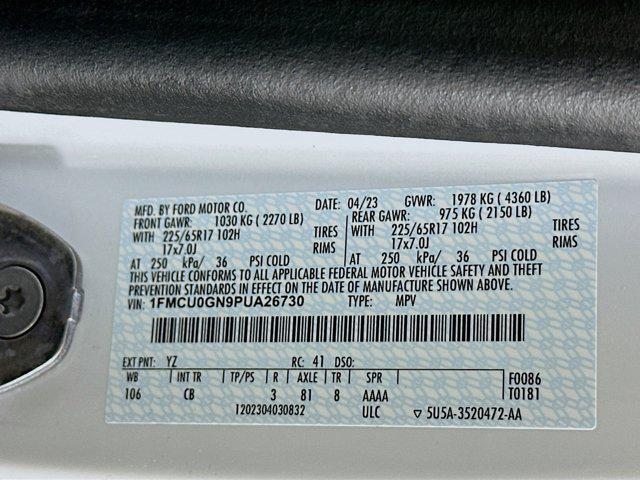 MFD. BY FORD MOTOR CO. DATE: 04/23 GVWR: 1978 KG ( 4360 LB)
FRONT GAWR: 1030 KG ( 2270 LB) REAR GAWR: 975 KG ( 2150 LB)
WITH 225/65R17 102H TIRES WITH 225/65R17 102H TIRES
17x7.0J RIMS 17x7.0J RIMS
AT 250 kPa/ 36 PSI COLD AT 250 kPa/ 36 PSI COLD
THIS VEHICLE CONFORMS TO ALL APPLICABLE FEDERAL MOTOR VEHICLE SAFETY AND THEFT
PREVENTION STANDARDS IN EFFECT ON THE DATE OF MANUFACTURE SHOWN ABOVE.
VIN: 1FMCU0GN9PUA26730 TYPE: MPV
EXT PNT: YZ RC: 41 DSO:
WB INT TR TP/PS R AXLE TR SPR F0086
106 CB 3 81 8 AAAA T0181
1202304030832 ULC ▽ 5U5A-3520472-AA